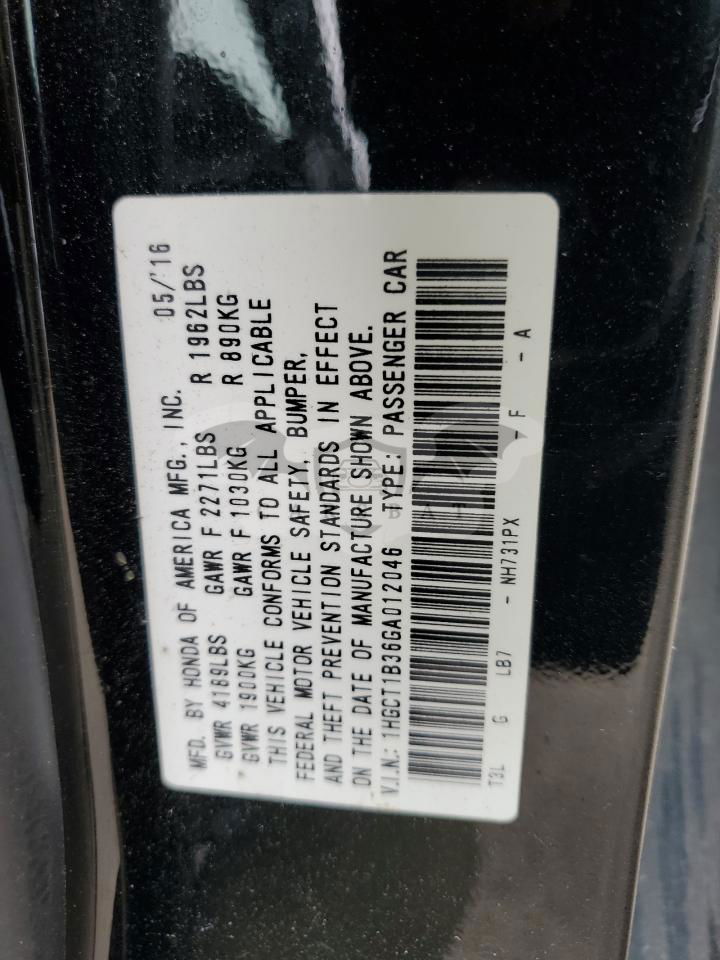 MFD. BY HONDA OF AMERICA MFG., INC. 05/'16
GVWR 4189LBS GAWR F 2271LBS R 1962LBS
GVWR 1900KG GAWR F 1030KG R 890KG
THIS VEHICLE CONFORMS TO ALL APPLICABLE
FEDERAL MOTOR VEHICLE SAFETY, BUMPER,
AND THEFT PREVENTION STANDARDS IN EFFECT
ON THE DATE OF MANUFACTURE SHOWN ABOVE.
V.I.N.: 1HGCT1B36GA012046 TYPE: PASSENGER CAR
T3L G LB7 - NH731PX - F - A